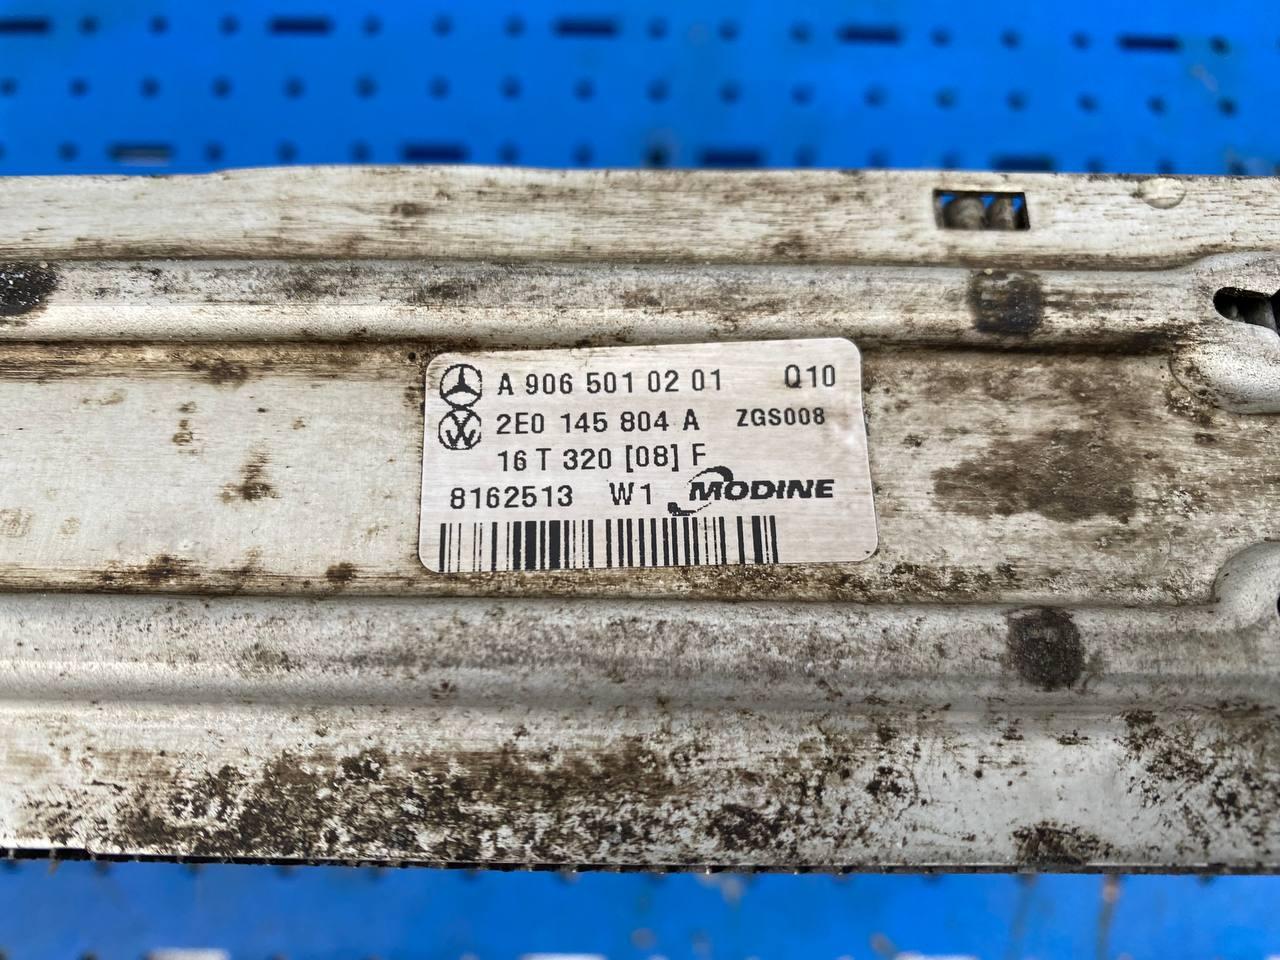 A 906 501 02 01 Q10
2E0 145 804 A ZGS008
16 T 320 [08] F
8162513 W1 MODINE